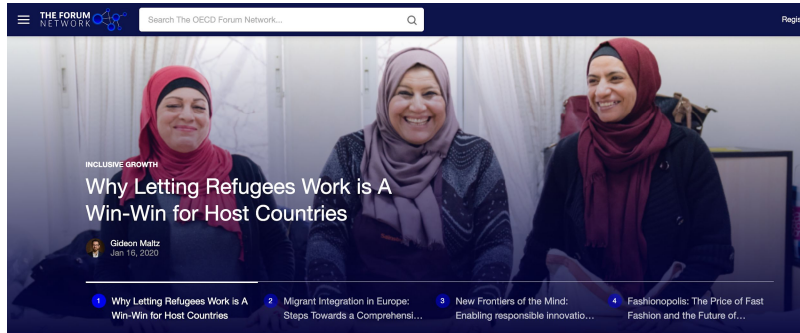 THE FORUM
NETWORK
Search The OECD Forum Network...
Regis
INCLUSIVE GROWTH
Why Letting Refugees Work is A
Win-Win for Host Countries
Gideon Maltz
Jan 16, 2020
1 Why Letting Refugees Work is A
Win-Win for Host Countries
2 Migrant Integration in Europe:
Steps Towards a Comprehensi...
3 New Frontiers of the Mind:
Enabling responsible innovatio...
4 Fashionopolis: The Price of Fast
Fashion and the Future of...